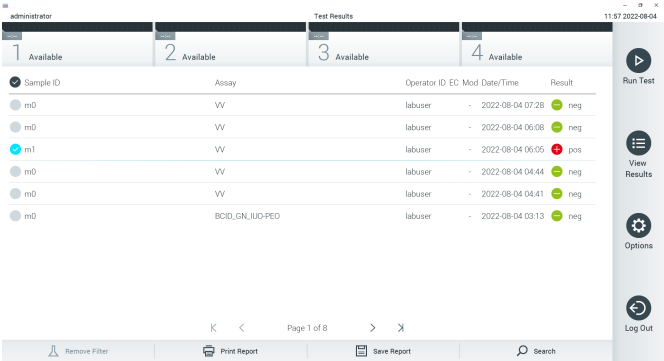 administrator Test Results 11:57 2022-08-04
1 Available 2 Available 3 Available 4 Available
Run Test
Sample ID Assay Operator ID EC Mod Date/Time Result
m0 VV labuser - 2022-08-04 07:28 neg
m0 VV labuser - 2022-08-04 06:08 neg
m1 VV labuser - 2022-08-04 06:05 pos
View
Results
m0 VV labuser - 2022-08-04 04:44 neg
m0 VV labuser - 2022-08-04 04:41 neg
m0 BCID_GN_IUO-PEO labuser - 2022-08-04 03:13 neg
Options
Page 1 of 8
Log Out
Remove Filter Print Report Save Report Search